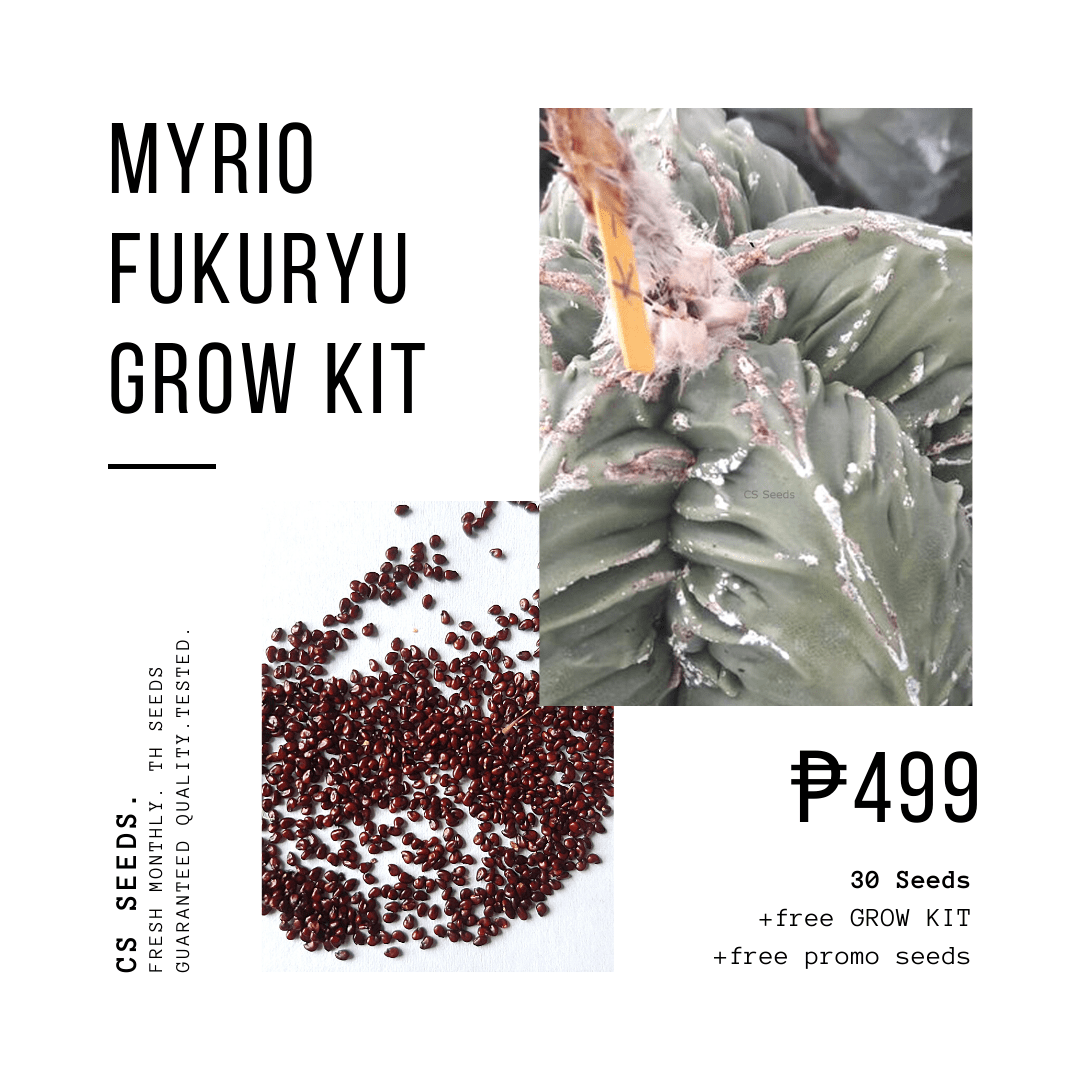 MYRIO
FUKURYU
GROW KIT
CS Seeds
CS SEEDS.
FRESH MONTHLY. TH SEEDS
GUARANTEED QUALITY.TESTED.
₱499
30 Seeds
+free GROW KIT
+free promo seeds